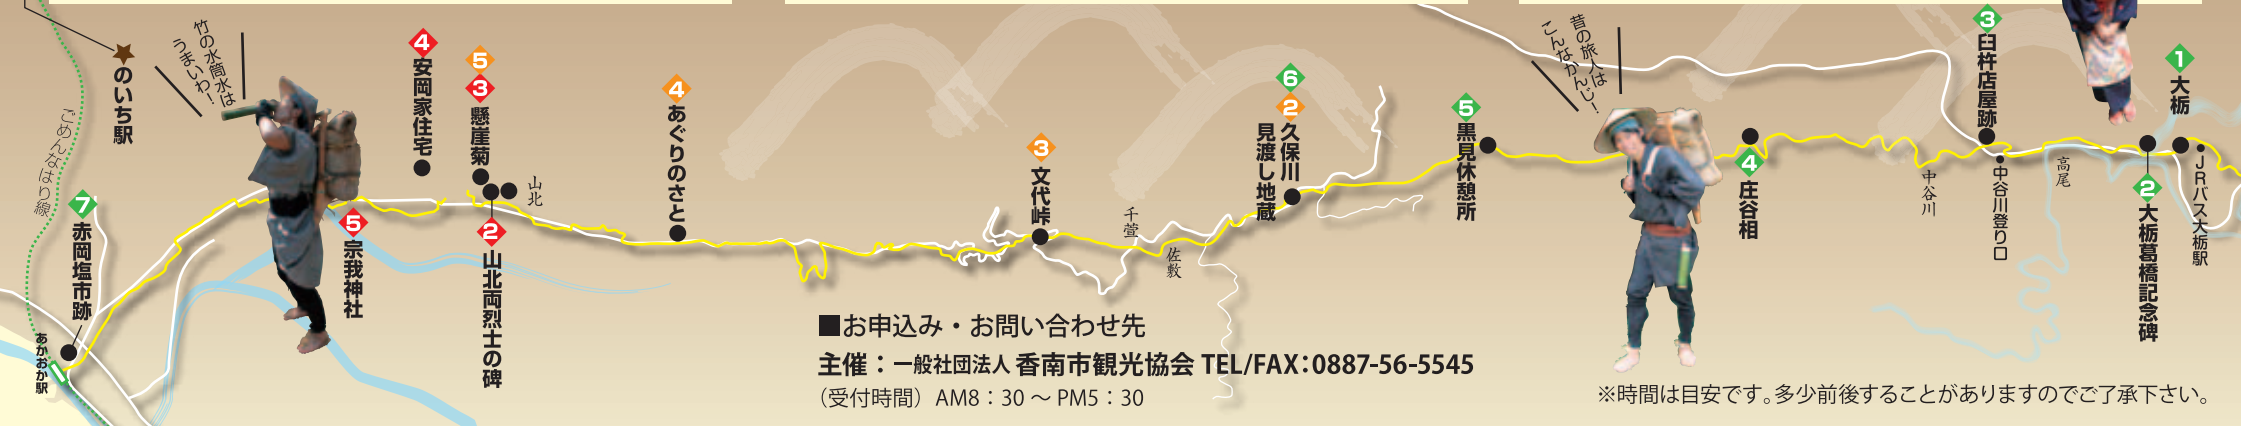 のいち駅
竹の水筒水は
うまいわ!
ごめんなはり線
7
赤岡塩市跡
あかおか駅
4
安岡家住宅
5
3
懸崖菊
山北
5
宗我神社
2
山北両烈士の碑
4
あぐりのさと
3
文代峠
千萱
佐敷
6
2
久保川
見渡し地蔵
5
黒見休憩所
昔の旅人は
こんなかんじ!
4
庄谷相
中谷川
3
臼杵店屋跡
中谷川登り口
高尾
1
大栃
2
大栃葛橋記念碑
JRバス大栃駅
■お申込み・お問い合わせ先
主催:一般社団法人 香南市観光協会 TEL/FAX:0887-56-5545
(受付時間) AM8:30 〜 PM5:30
※時間は目安です。多少前後することがありますのでご了承下さい。